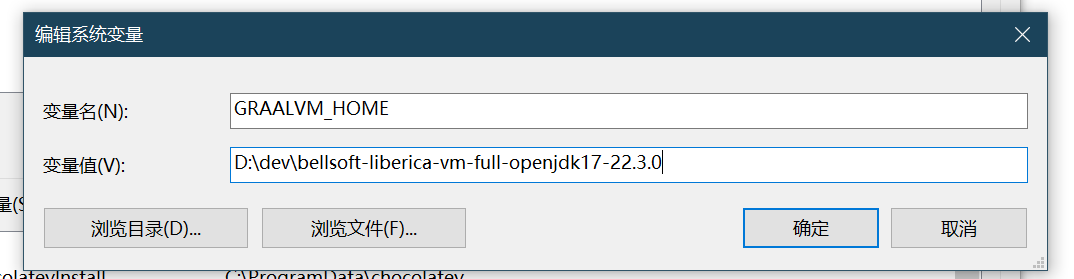 编辑系统变量
变量名(N): GRAALVM_HOME
变量值(V): D:\dev\bellsoft-liberica-vm-full-openjdk17-22.3.0
量(S
浏览目录(D)... 浏览文件(F)... 确定 取消
colateyInstall C:\ProgramData\chocolatey